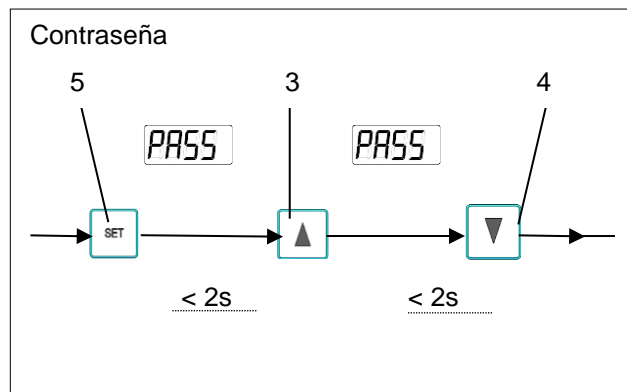 Contraseña
5 3 4
PASS PASS
SET
< 2s < 2s